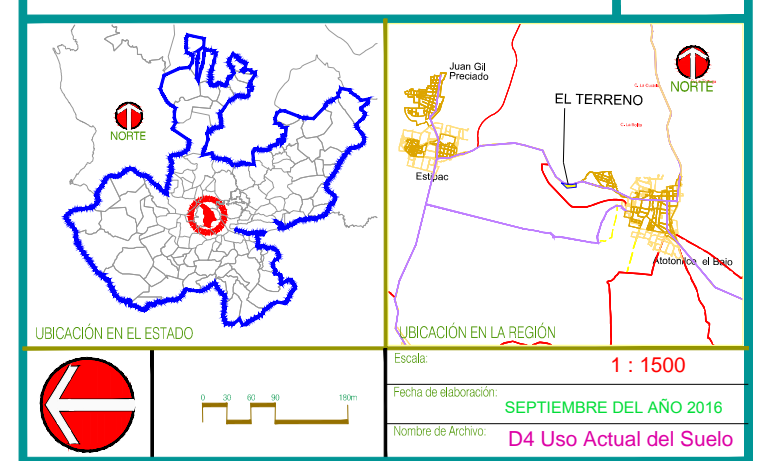 NORTE
UBICACIÓN EN EL ESTADO
Juan Gil
Preciado
EL TERRENO
NORTE
Estipac
Atotonilco el Bajo
UBICACIÓN EN LA REGIÓN
0 30 60 90 180m
Escala:
1 : 1500
Fecha de elaboración:
SEPTIEMBRE DEL AÑO 2016
Nombre de Archivo:
D4 Uso Actual del Suelo